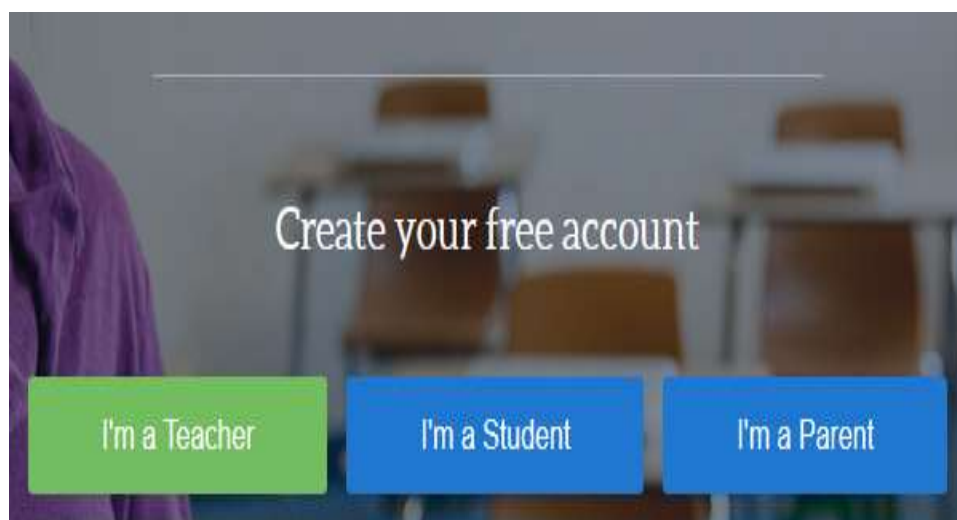 Create your free account
I'm a Teacher
I'm a Student
I'm a Parent